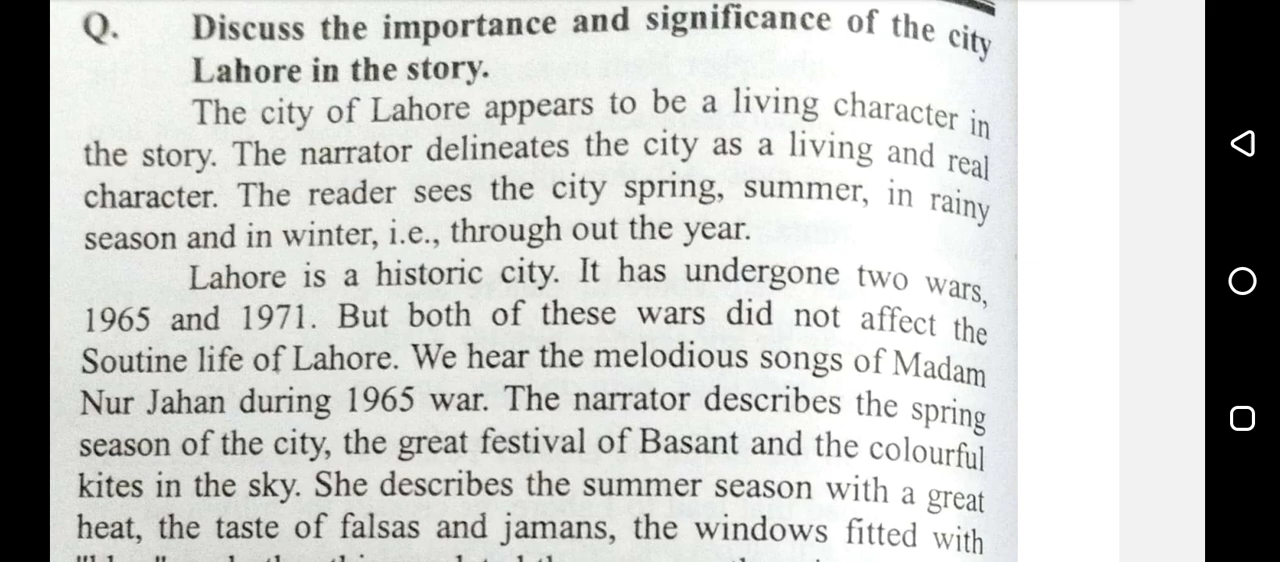 Q. Discuss the importance and significance of the city
Lahore in the story.
The city of Lahore appears to be a living character in
the story. The narrator delineates the city as a living and real
character. The reader sees the city spring, summer, in rainy
season and in winter, i.e., through out the year.
Lahore is a historic city. It has undergone two wars,
1965 and 1971. But both of these wars did not affect the
Soutine life of Lahore. We hear the melodious songs of Madam
Nur Jahan during 1965 war. The narrator describes the spring
season of the city, the great festival of Basant and the colourful
kites in the sky. She describes the summer season with a great
heat, the taste of falsas and jamans, the windows fitted with